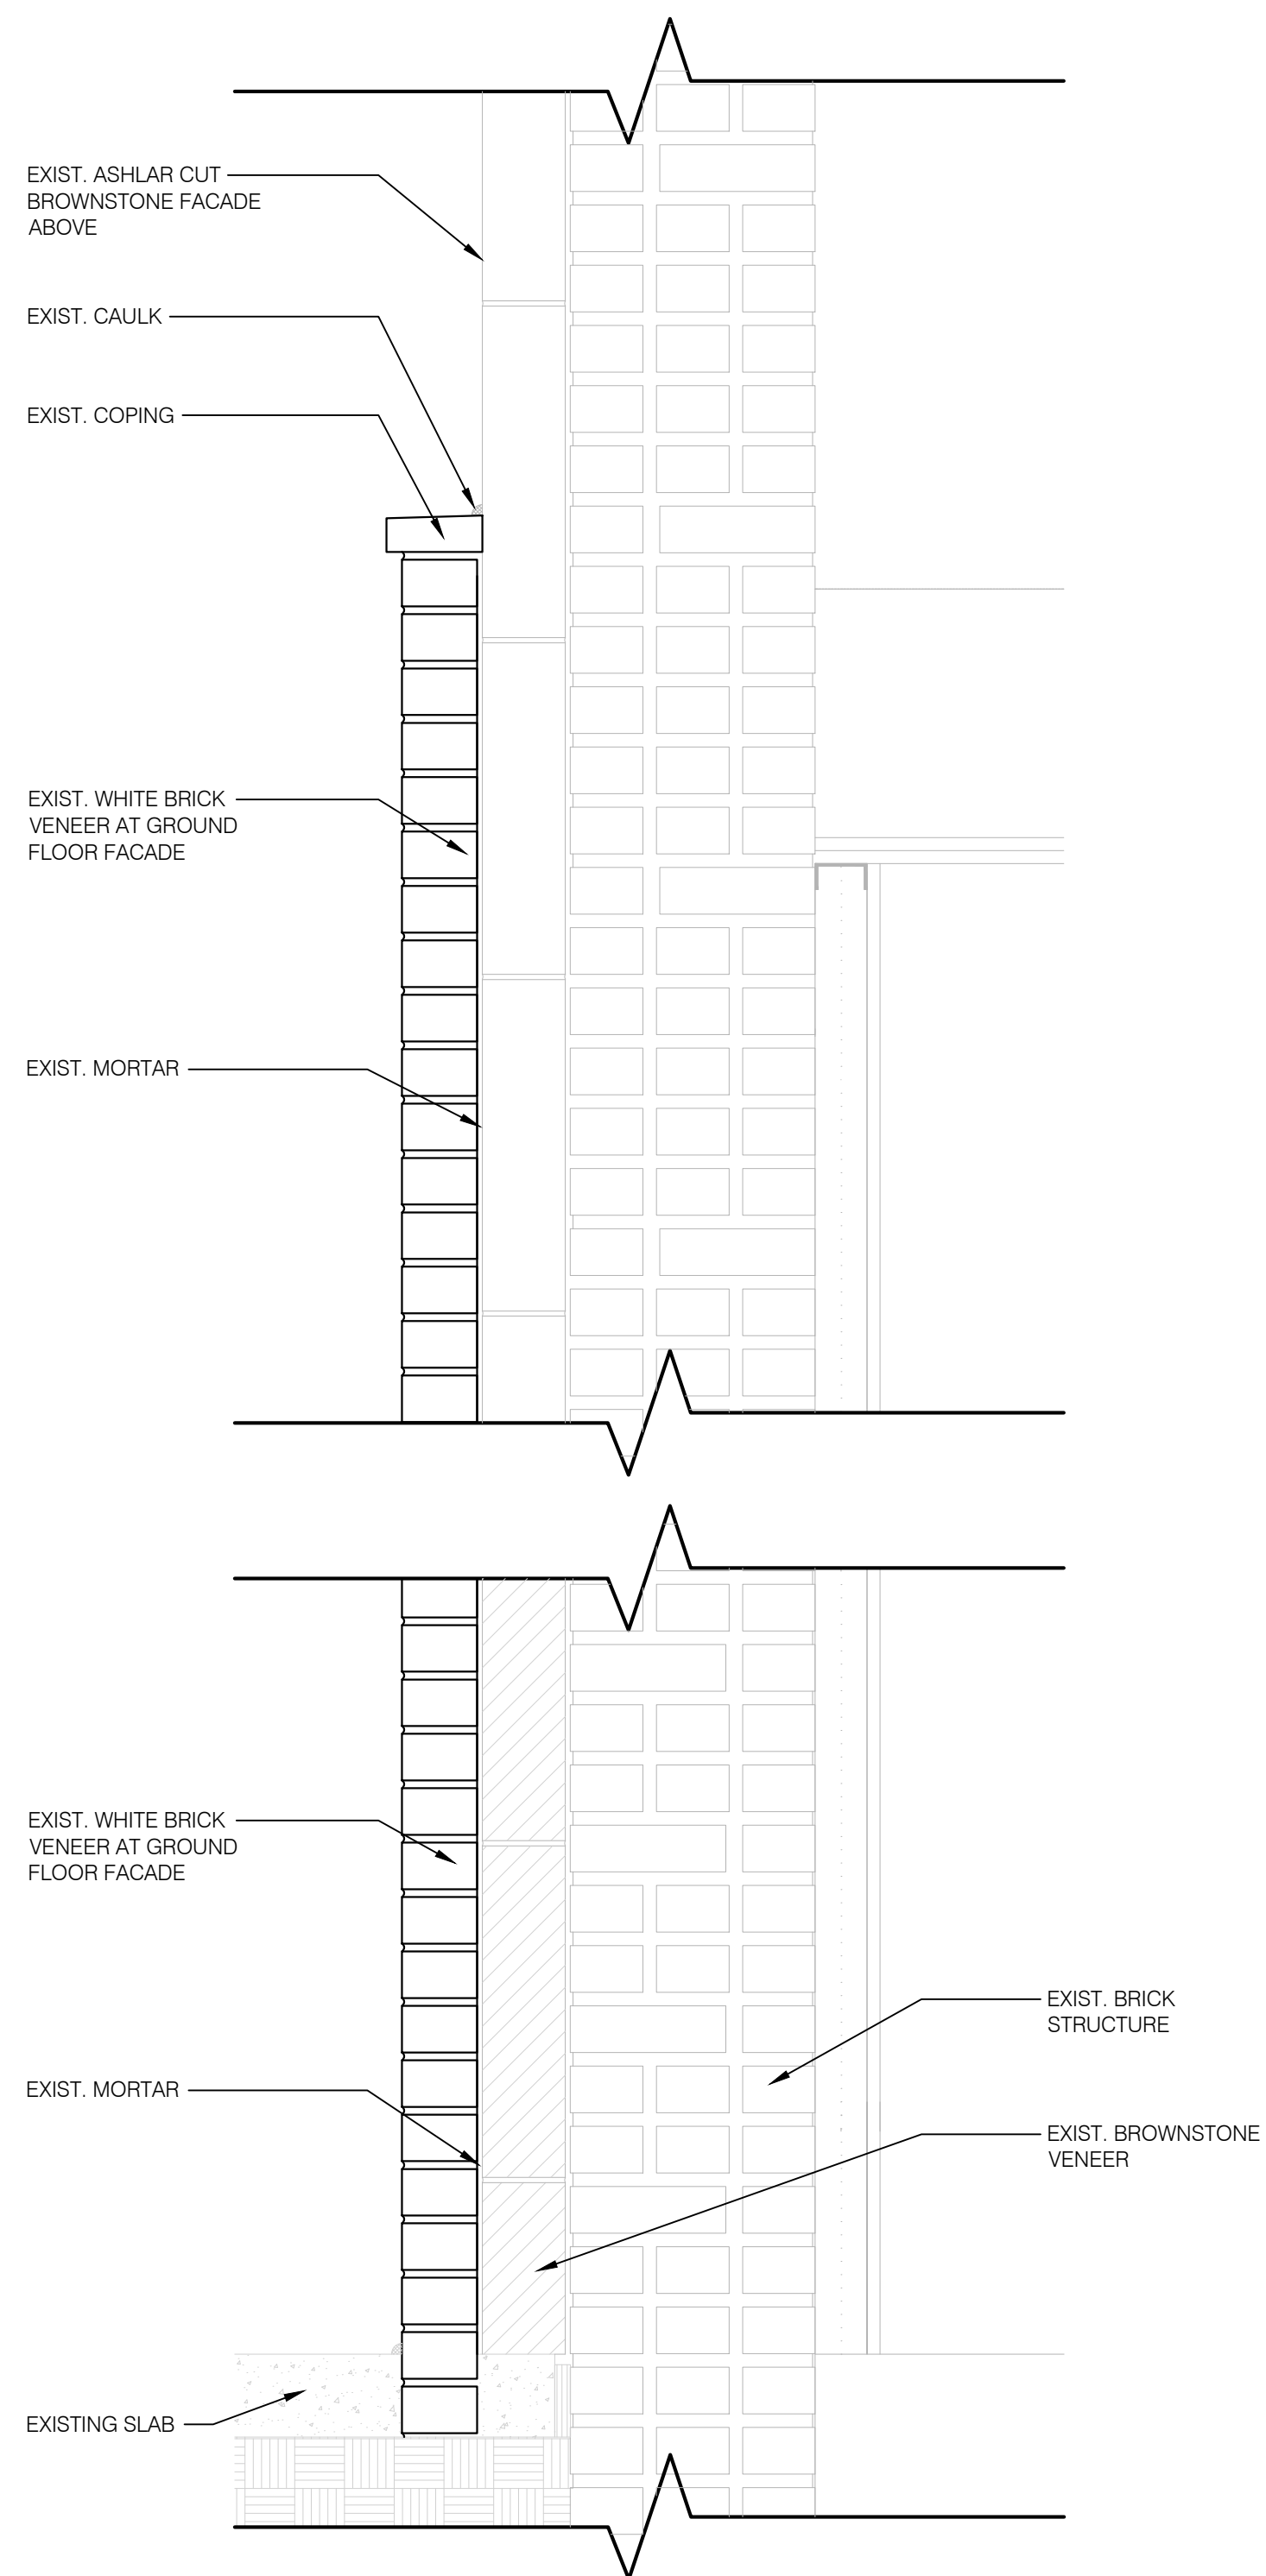 EXIST. ASHLAR CUT
BROWNSTONE FACADE
ABOVE
EXIST. CAULK
EXIST. COPING
EXIST. WHITE BRICK
VENEER AT GROUND
FLOOR FACADE
EXIST. MORTAR
EXIST. WHITE BRICK
VENEER AT GROUND
FLOOR FACADE
EXIST. BRICK
STRUCTURE
EXIST. MORTAR
EXIST. BROWNSTONE
VENEER
EXISTING SLAB